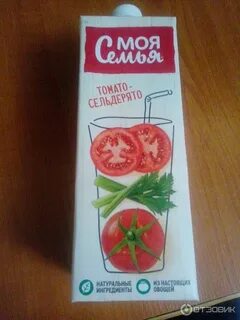 МОЯ
Семья
ТОМАТО-
СЕЛЬДЕРЯТО
НАТУРАЛЬНЫЕ
ИНГРЕДИЕНТЫ
ИЗ НАСТОЯЩИХ
ОВОЩЕЙ
ОТЗОВИК